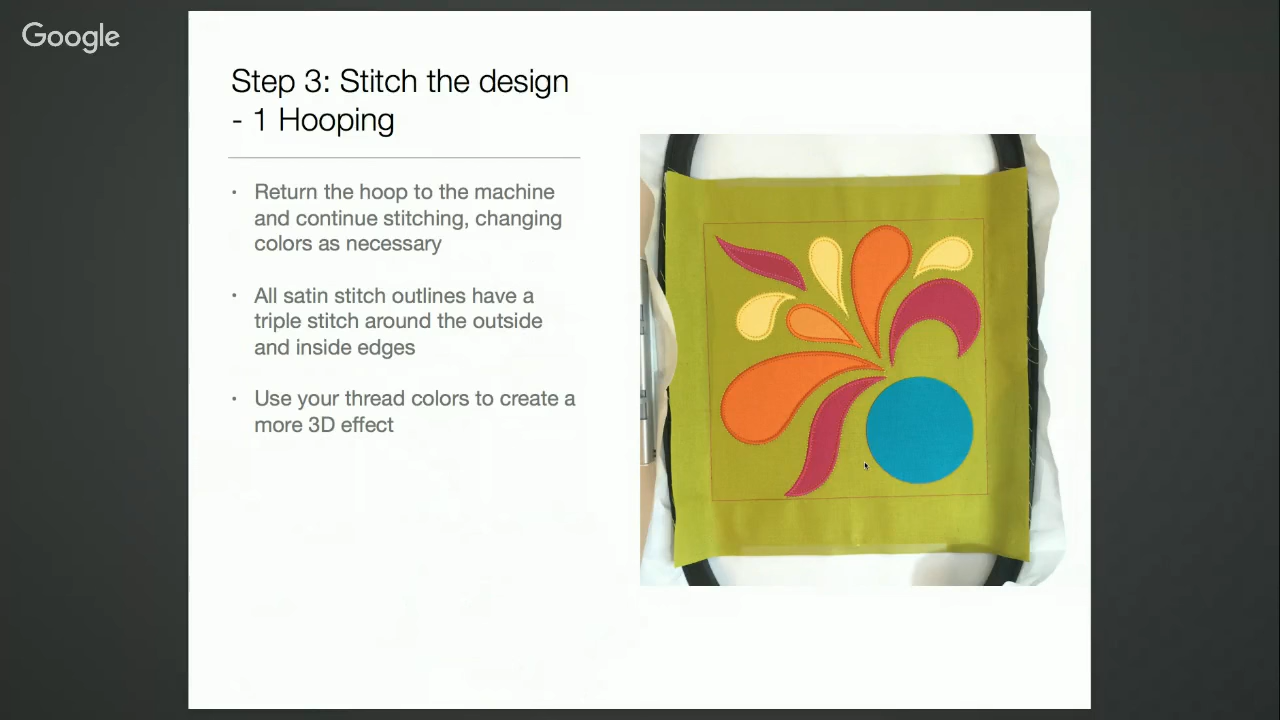 Google
Step 3: Stitch the design
- 1 Hooping
• Return the hoop to the machine
and continue stitching, changing
colors as necessary
• All satin stitch outlines have a
triple stitch around the outside
and inside edges
• Use your thread colors to create a
more 3D effect